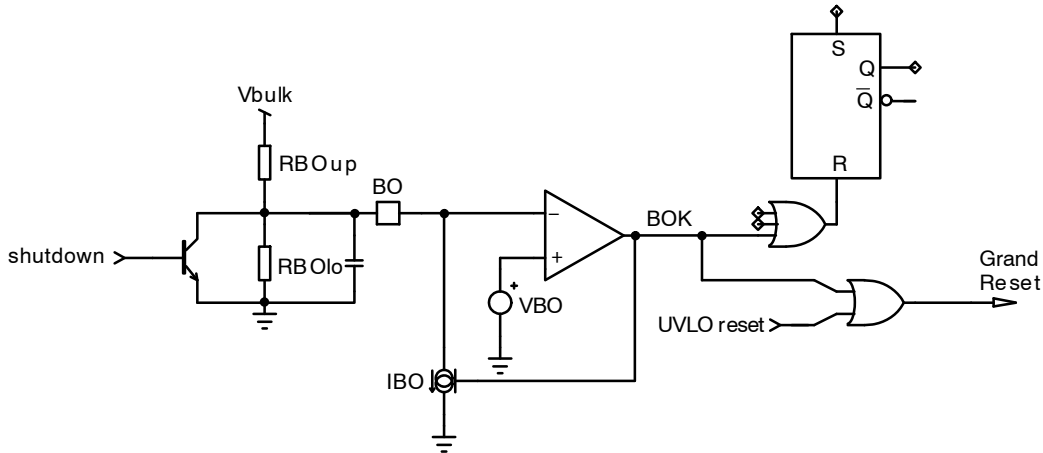 S
Q
Q
R
Vbulk
RBOup
BO
BOK
shutdown
RBOlo
−
+
+
VBO
IBO
UVLO reset
Grand
Reset